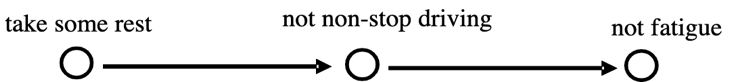 take some rest
not non-stop driving
not fatigue